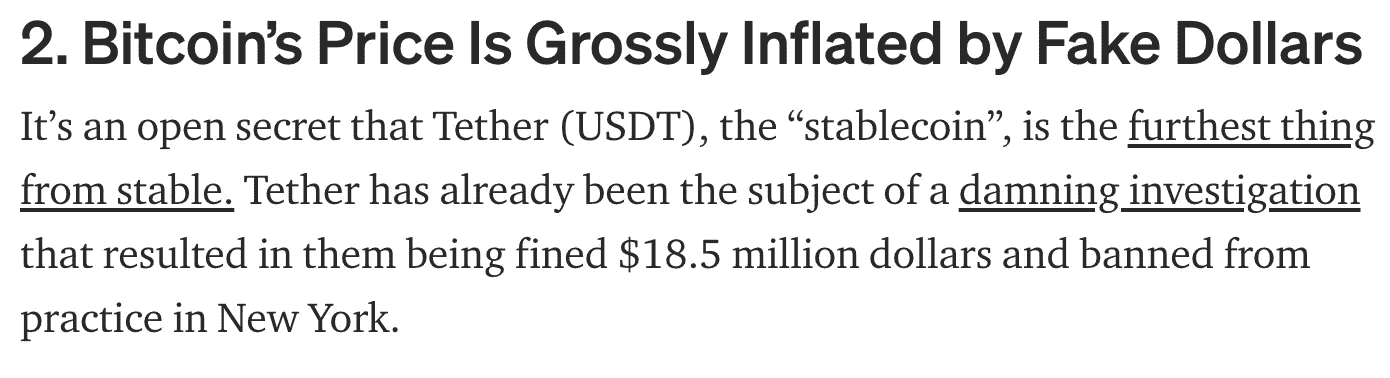 2. Bitcoin’s Price Is Grossly Inflated by Fake Dollars
It’s an open secret that Tether (USDT), the “stablecoin”, is the furthest thing
from stable. Tether has already been the subject of a damning investigation
that resulted in them being fined $18.5 million dollars and banned from
practice in New York.